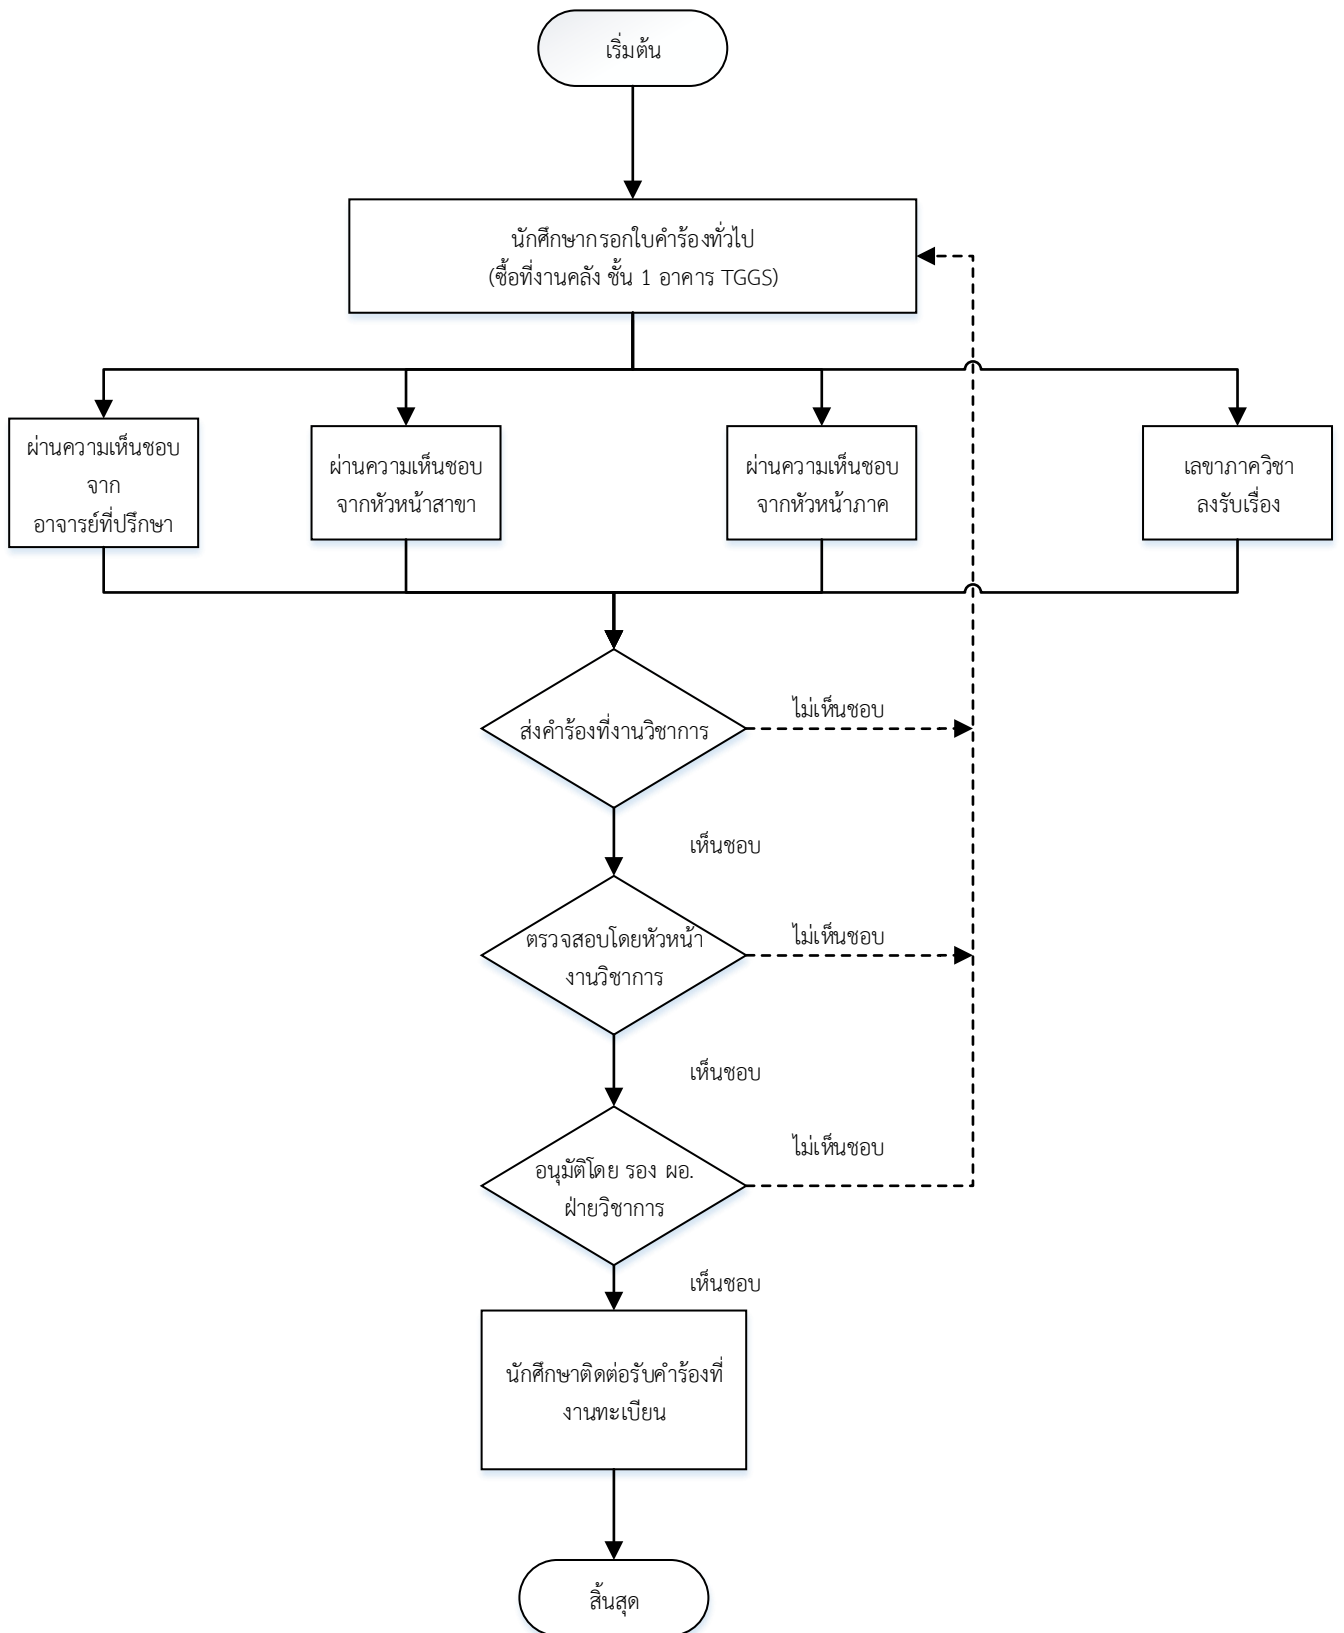 เริ่มต้น
นักศึกษากรอกใบคำร้องทั่วไป
(ซื้อที่งานคลัง ชั้น 1 อาคาร TGGS)
ผ่านความเห็นชอบ
จาก
อาจารย์ที่ปรึกษา
ผ่านความเห็นชอบ
จากหัวหน้าสาขา
ผ่านความเห็นชอบ
จากหัวหน้าภาค
เลขาภาควิชา
ลงรับเรื่อง
ส่งคำร้องที่งานวิชาการ
ไม่เห็นชอบ
เห็นชอบ
ตรวจสอบโดยหัวหน้า
งานวิชาการ
ไม่เห็นชอบ
เห็นชอบ
อนุมัติโดย รอง ผอ.
ฝ่ายวิชาการ
ไม่เห็นชอบ
เห็นชอบ
นักศึกษาติดต่อรับคำร้องที่
งานทะเบียน
สิ้นสุด